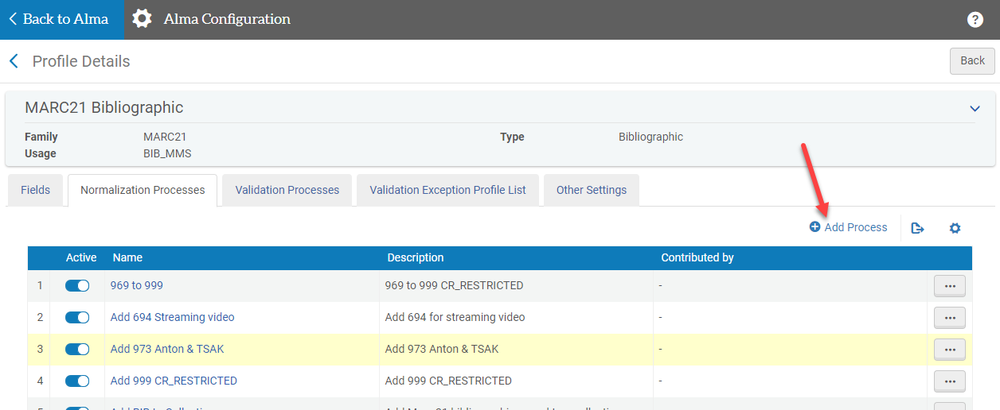 Back to Alma Alma Configuration ?
Profile Details Back
MARC21 Bibliographic
Family MARC21 Type Bibliographic
Usage BIB_MMS
Fields Normalization Processes Validation Processes Validation Exception Profile List Other Settings
Add Process
Active Name Description Contributed by
1 969 to 999 969 to 999 CR_RESTRICTED - ...
2 Add 694 Streaming video Add 694 for streaming video - ...
3 Add 973 Anton & TSAK Add 973 Anton & TSAK - ...
4 Add 999 CR_RESTRICTED Add 999 CR_RESTRICTED - ...